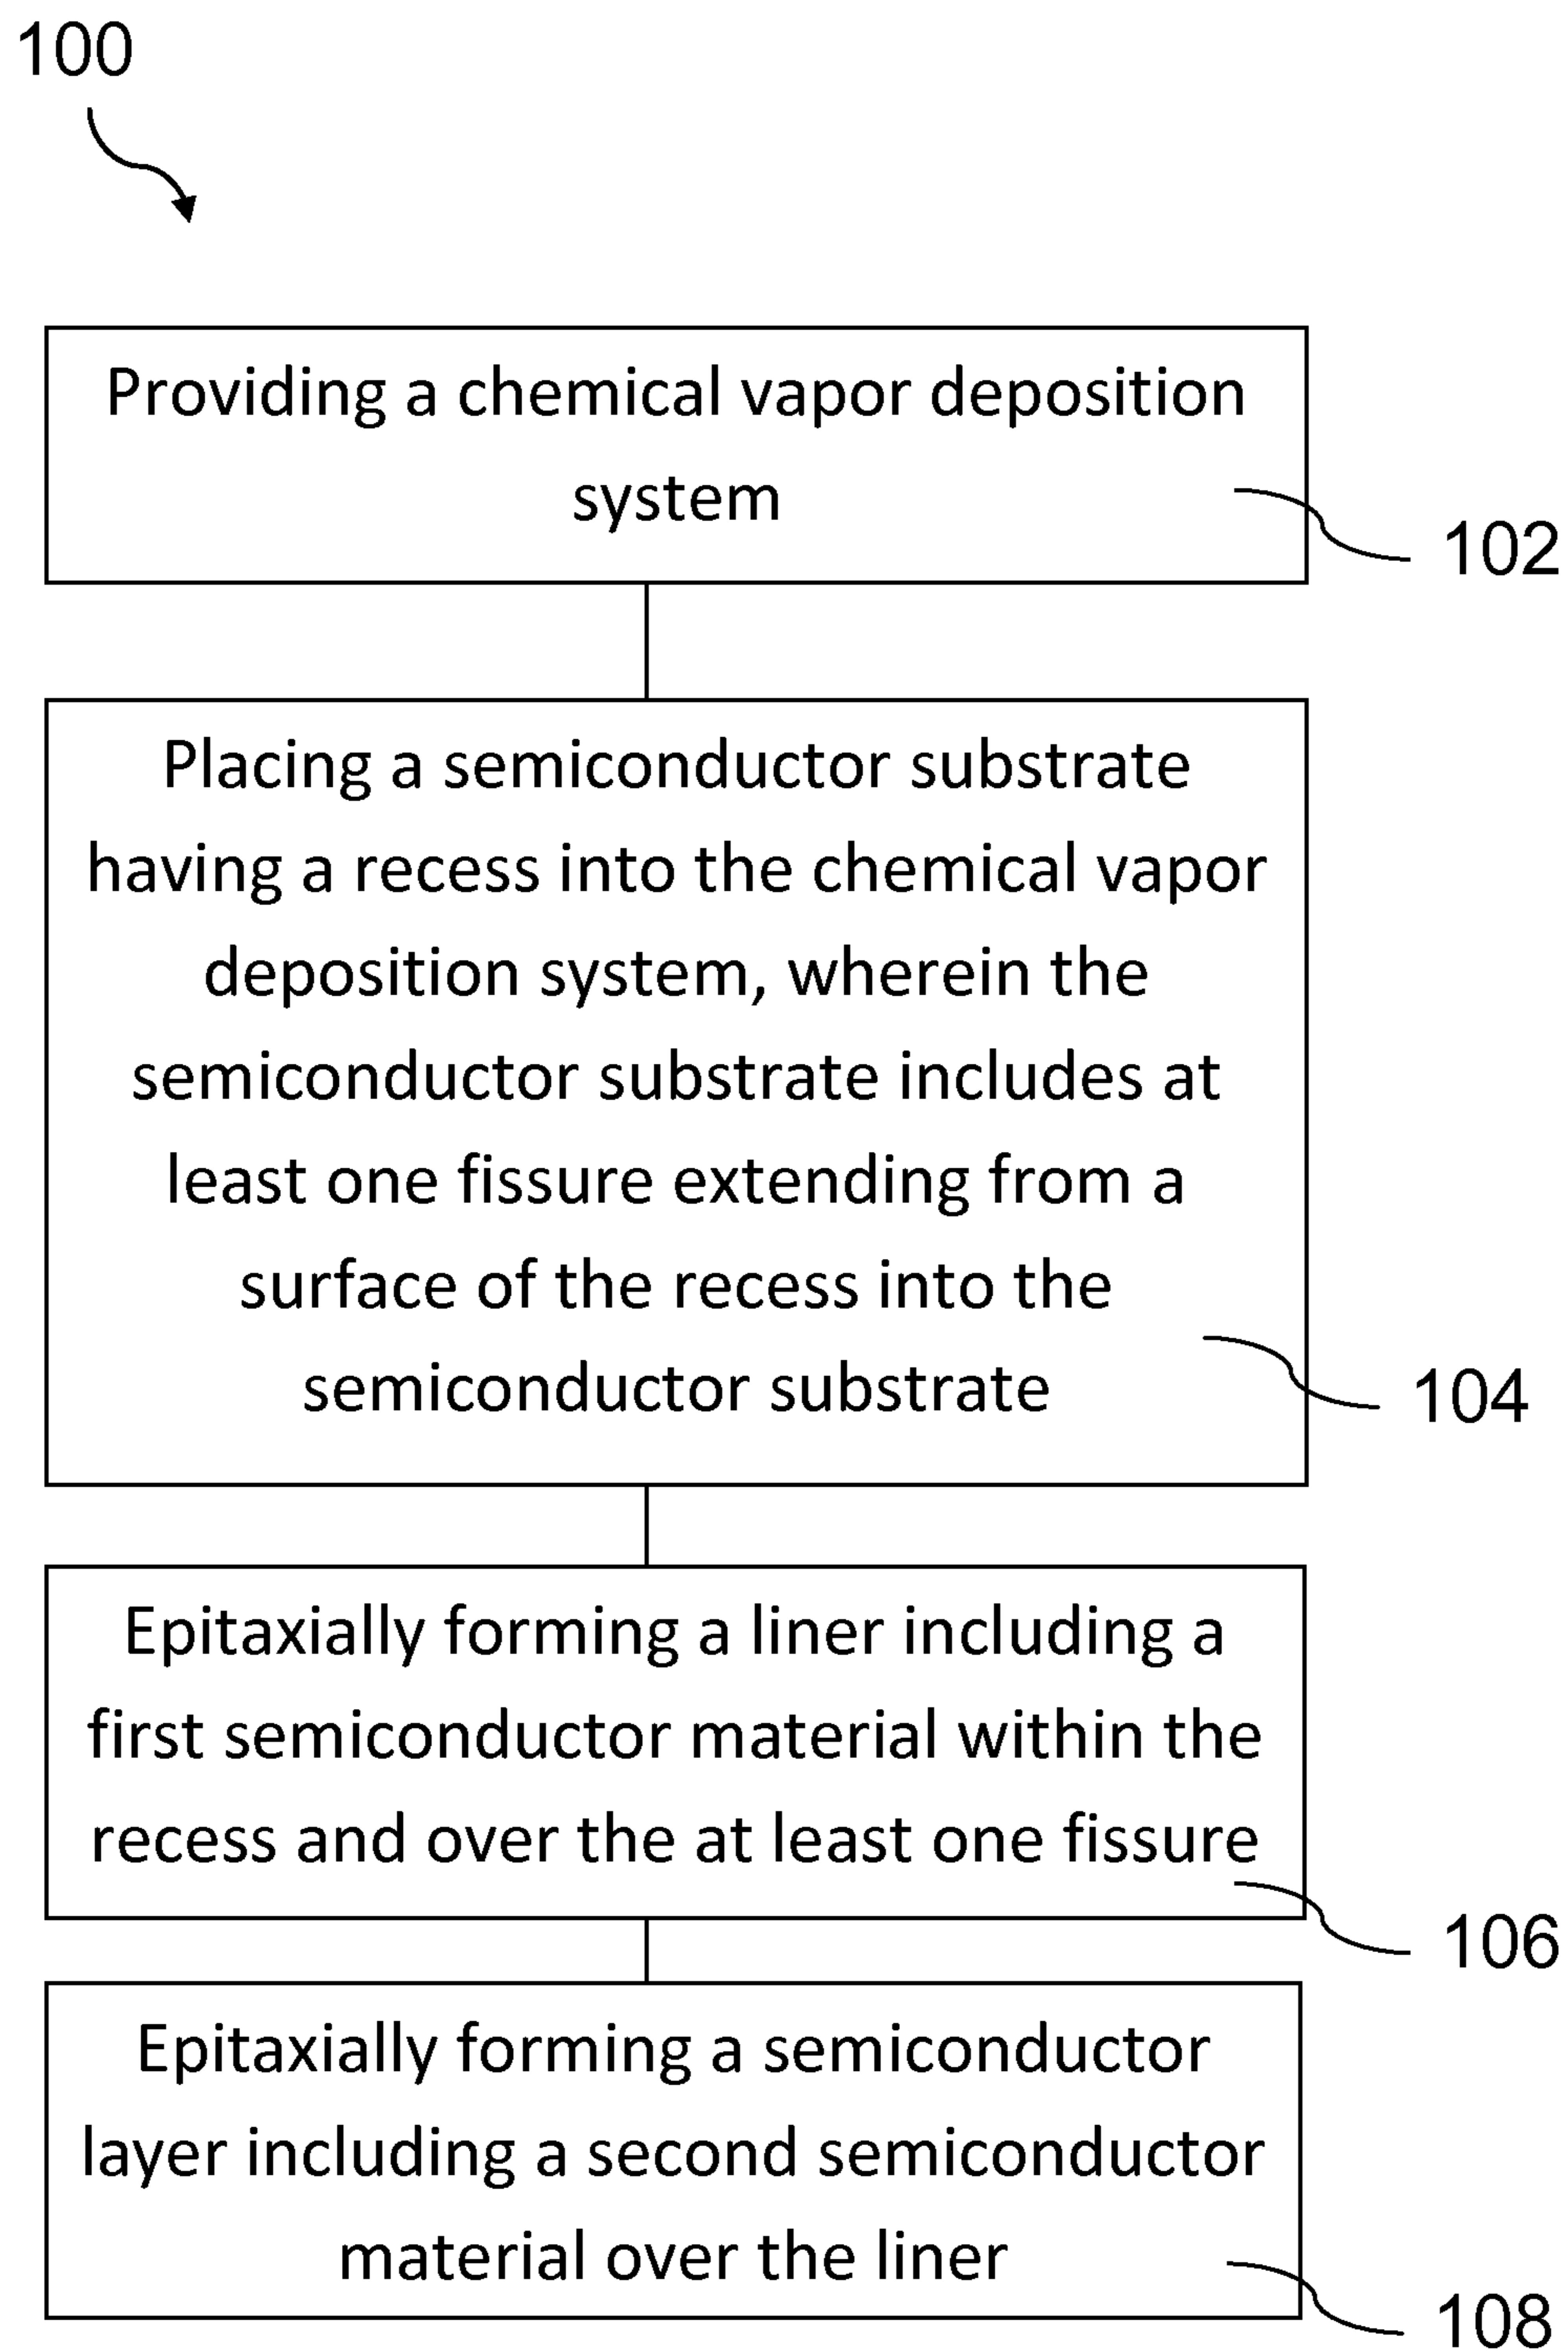 100
Providing a chemical vapor deposition
system
102
Placing a semiconductor substrate
having a recess into the chemical vapor
deposition system, wherein the
semiconductor substrate includes at
least one fissure extending from a
surface of the recess into the
semiconductor substrate
104
Epitaxially forming a liner including a
first semiconductor material within the
recess and over the at least one fissure
106
Epitaxially forming a semiconductor
layer including a second semiconductor
material over the liner
108